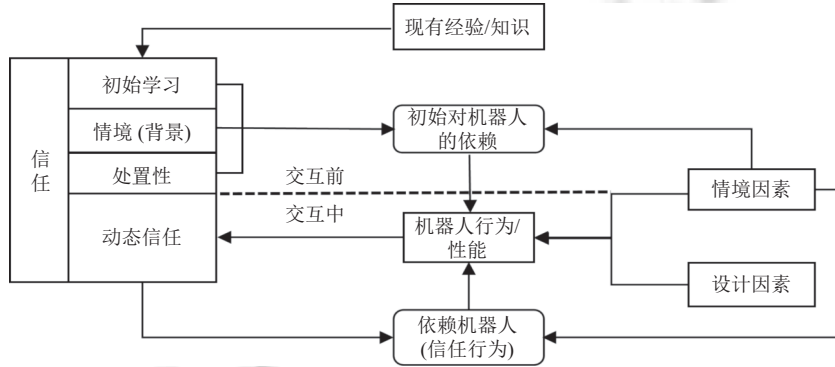 现有经验/知识
初始学习
情境 (背景)
处置性
信
任
动态信任
初始对机器人
的依赖
交互前
交互中
机器人行为/
性能
情境因素
设计因素
依赖机器人
(信任行为)